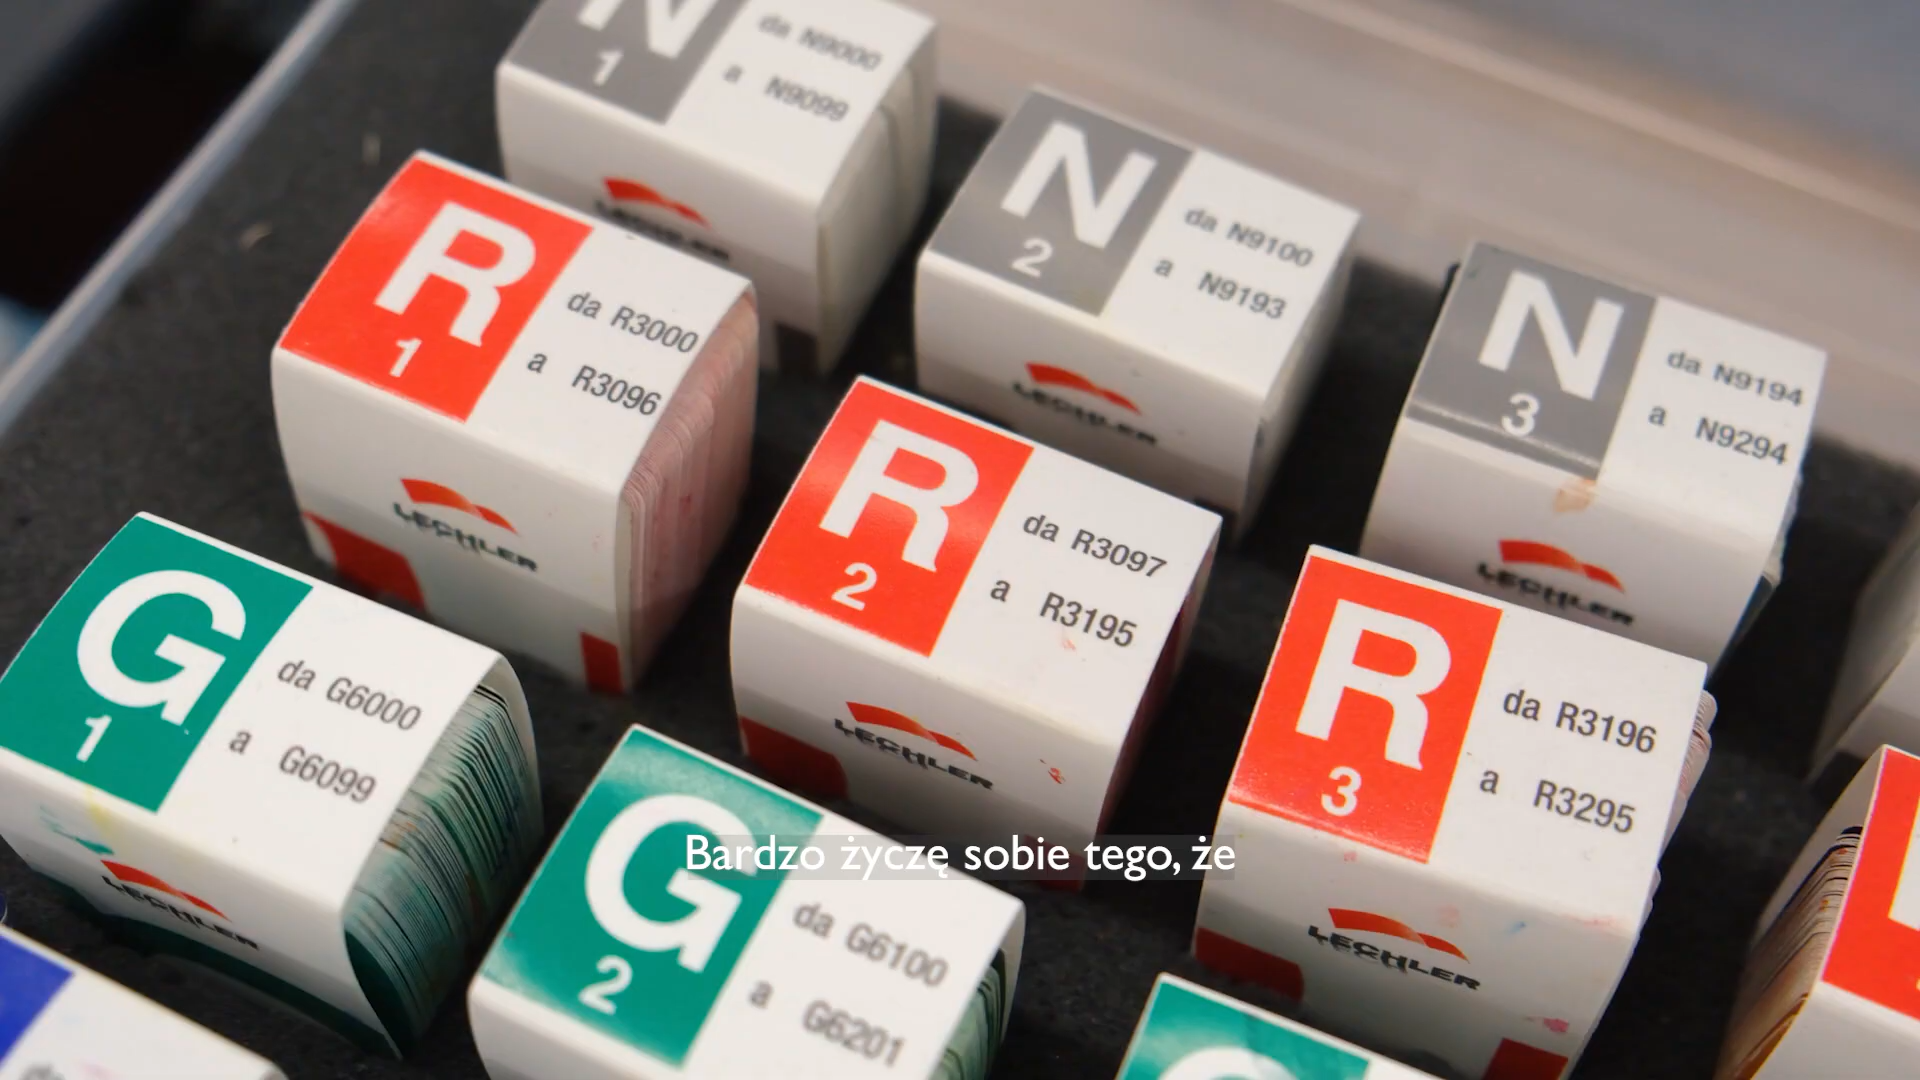 N
1
da N9000
a N9099
LECHLER
N
2
da N9100
a N9193
LECHLER
N
3
da N9194
a N9294
LECHLER
R
1
da R3000
a R3096
LECHLER
R
2
da R3097
a R3195
LECHLER
R
3
da R3196
a R3295
LECHLER
G
1
da G6000
a G6099
LECHLER
G
2
da G6100
a G6201
Bardzo życzę sobie tego, że